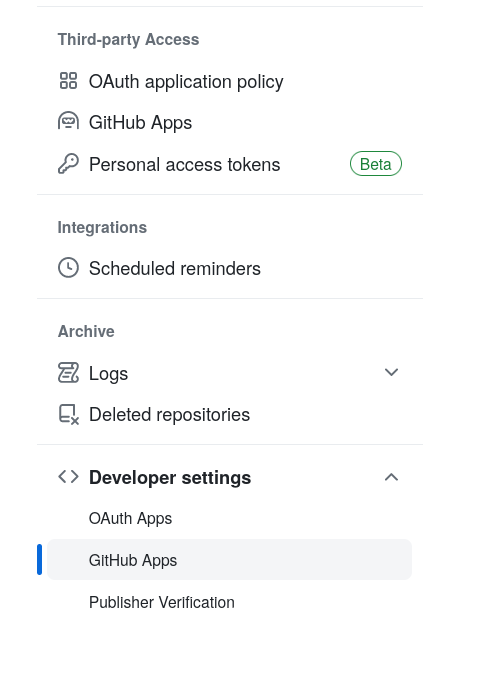 Third-party Access
OAuth application policy
GitHub Apps
Personal access tokens Beta
Integrations
Scheduled reminders
Archive
Logs
Deleted repositories
Developer settings
OAuth Apps
GitHub Apps
Publisher Verification